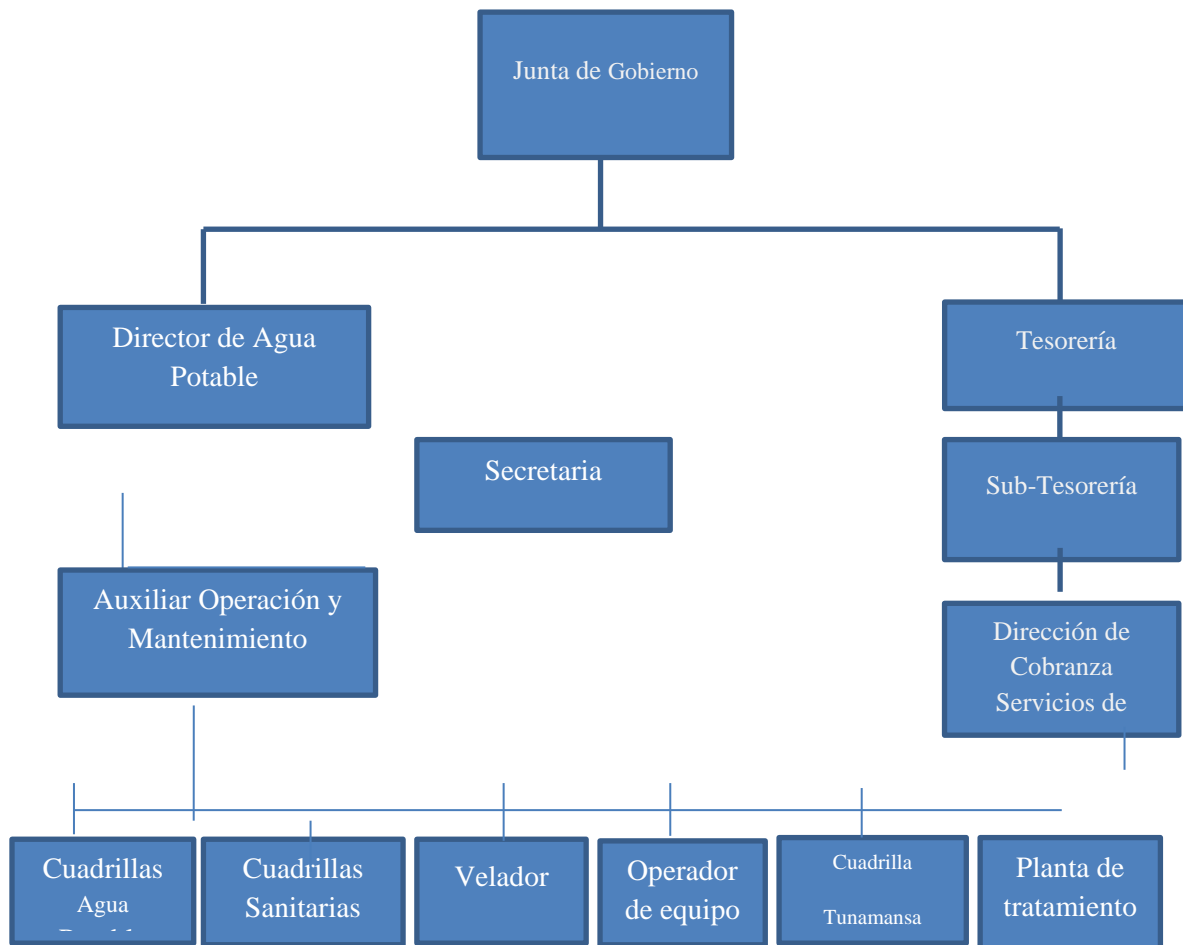 Junta de Gobierno
Director de Agua
Potable
Tesorería
Secretaria
Sub-Tesorería
Auxiliar Operación y
Mantenimiento
Dirección de
Cobranza
Servicios de
Cuadrillas
Agua
Cuadrillas
Sanitarias
Velador
Operador
de equipo
Cuadrilla
Tunamansa
Planta de
tratamiento